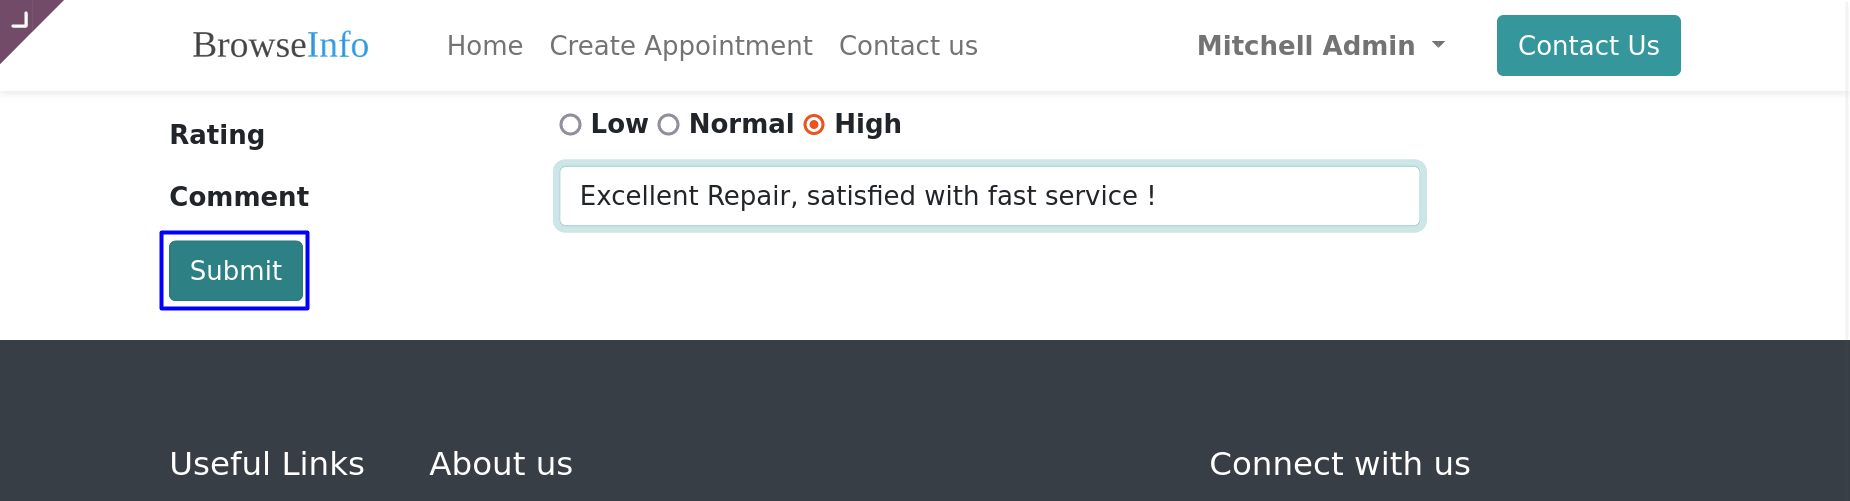 BrowseInfo Home Create Appointment Contact us Mitchell Admin Contact Us
Rating Low Normal High
Comment Excellent Repair, satisfied with fast service !
Submit
Useful Links About us Connect with us